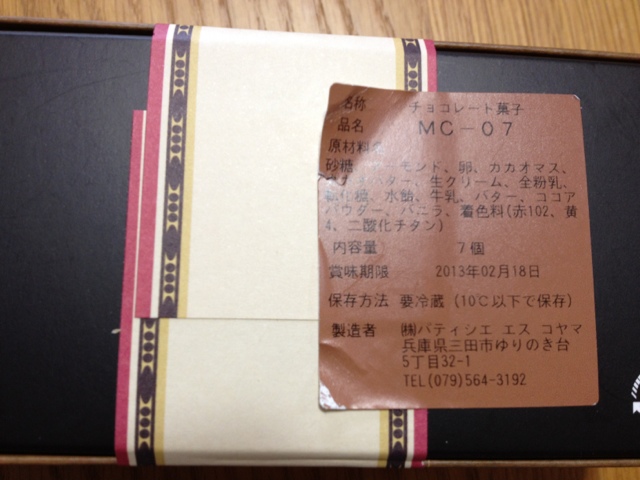 名称 チョコレート菓子
品名 MC-07
原材料名
砂糖、アーモンド、卵、カカオマス、
カカオバター、生クリーム、全粉乳、
転化糖、水飴、牛乳、バター、ココア
パウダー、バニラ、着色料(赤102、黄
4、二酸化チタン)
内容量 7個
賞味期限 2013年02月18日
保存方法 要冷蔵(10℃以下で保存)
製造者 ㈱パティシエ エス コヤマ
兵庫県三田市ゆりのき台
5丁目32-1
TEL(079)564-3192